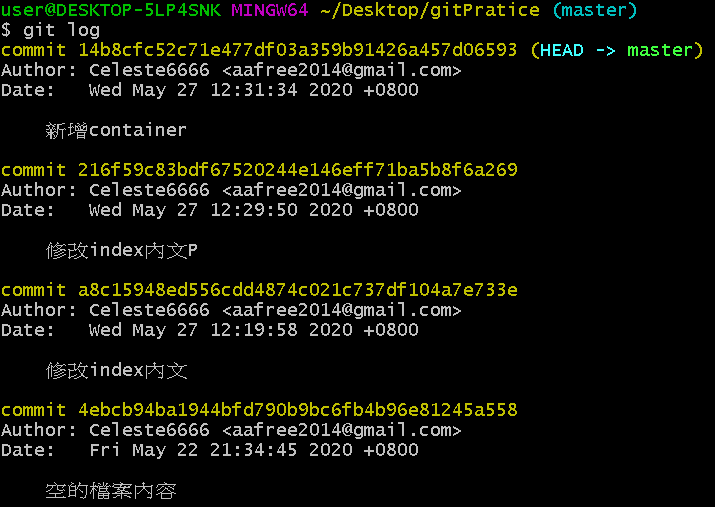 user@DESKTOP-5LP4SNK MINGW64 ~/Desktop/gitPratice (master)
$ git log
commit 14b8cfc52c71e477df03a359b91426a457d06593 (HEAD -> master)
Author: Celeste6666 <aafree2014@gmail.com>
Date:   Wed May 27 12:31:34 2020 +0800
新增container
commit 216f59c83bdf67520244e146eff71ba5b8f6a269
Author: Celeste6666 <aafree2014@gmail.com>
Date:   Wed May 27 12:29:50 2020 +0800
修改index內文P
commit a8c15948ed556cdd4874c021c737df104a7e733e
Author: Celeste6666 <aafree2014@gmail.com>
Date:   Wed May 27 12:19:58 2020 +0800
修改index內文
commit 4ebcb94ba1944bfd790b9bc6fb4b96e81245a558
Author: Celeste6666 <aafree2014@gmail.com>
Date:   Fri May 22 21:34:45 2020 +0800
空的檔案內容